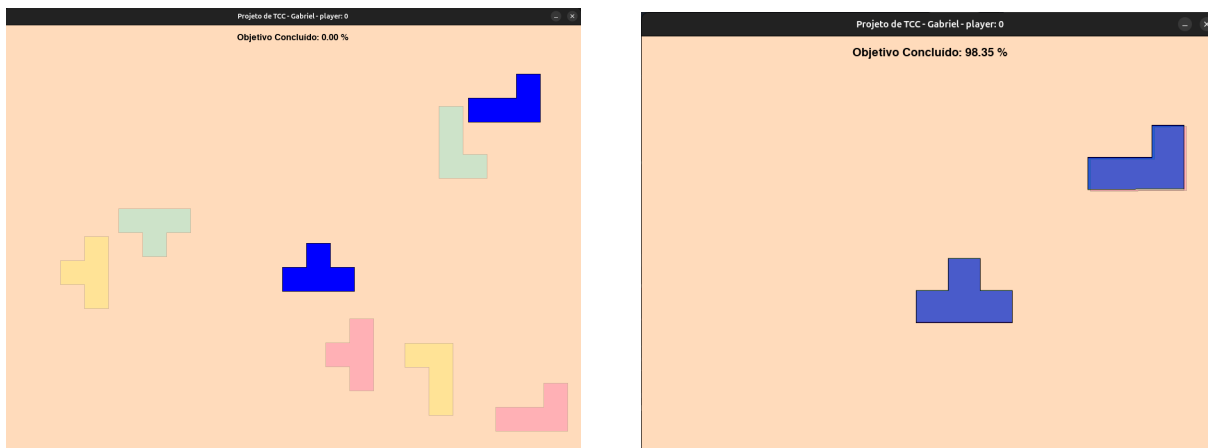 Projeto de TCC - Gabriel - player: 0
Objetivo Concluído: 0.00 %
Projeto de TCC - Gabriel - player: 0
Objetivo Concluído: 98.35 %